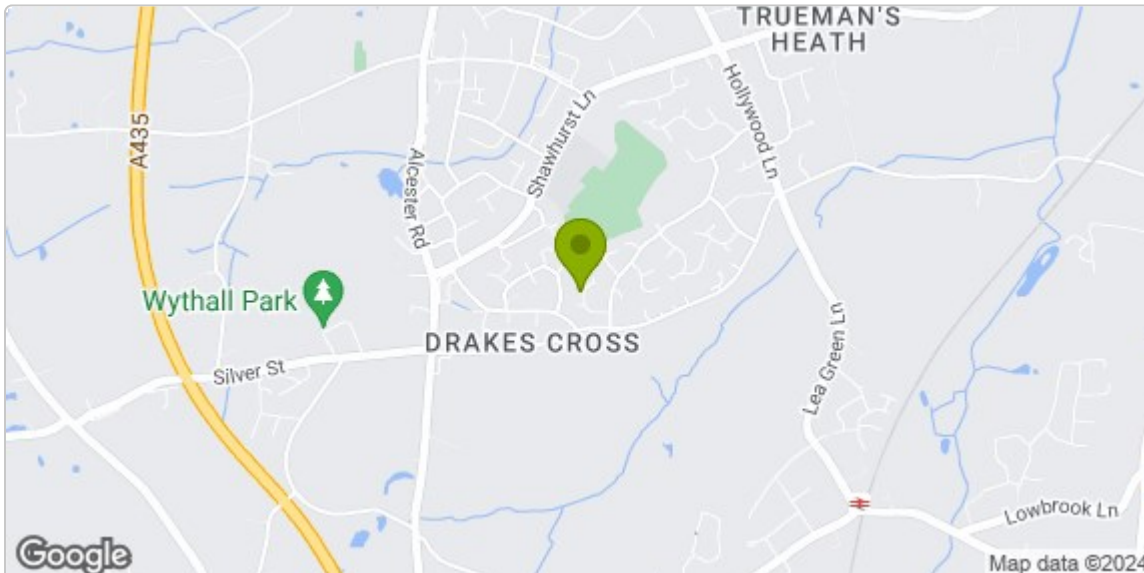 TRUEMAN'S
HEATH
Hollywood Ln
A435
Shawhurst Ln
Alcester Rd
Wythall Park
DRAKES CROSS
Silver St
Lea Green Ln
Lowbrook Ln
Google
Map data ©2024